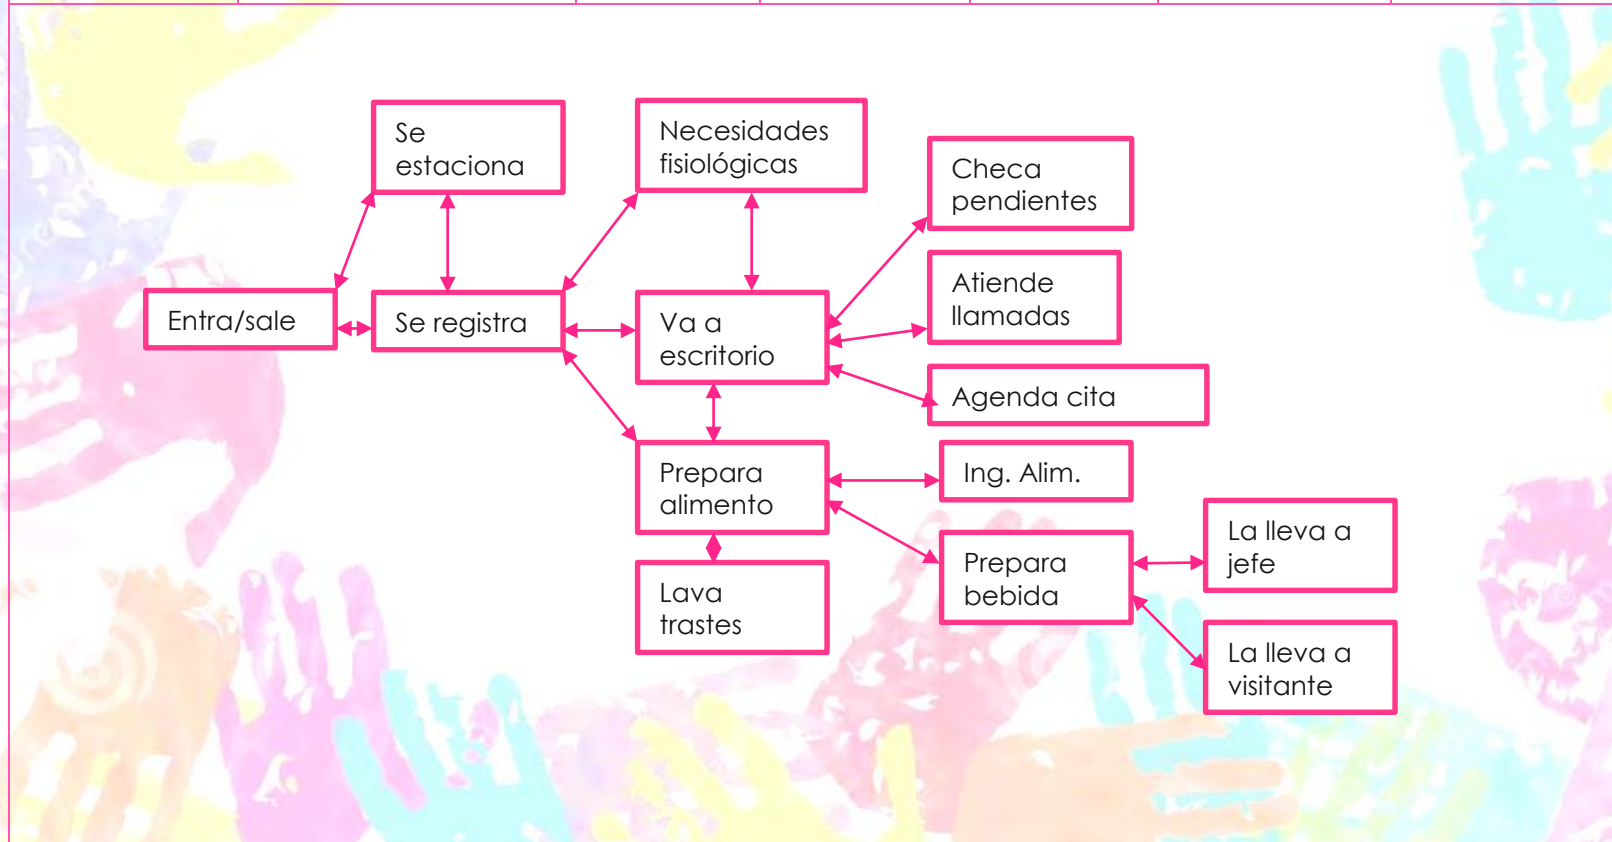 Se
estaciona
Necesidades
fisiológicas
Checa
pendientes
Atiende
llamadas
Entra/sale
Se registra
Va a
escritorio
Agenda cita
Prepara
alimento
Ing. Alim.
La lleva a
jefe
Prepara
bebida
Lava
trastes
La lleva a
visitante